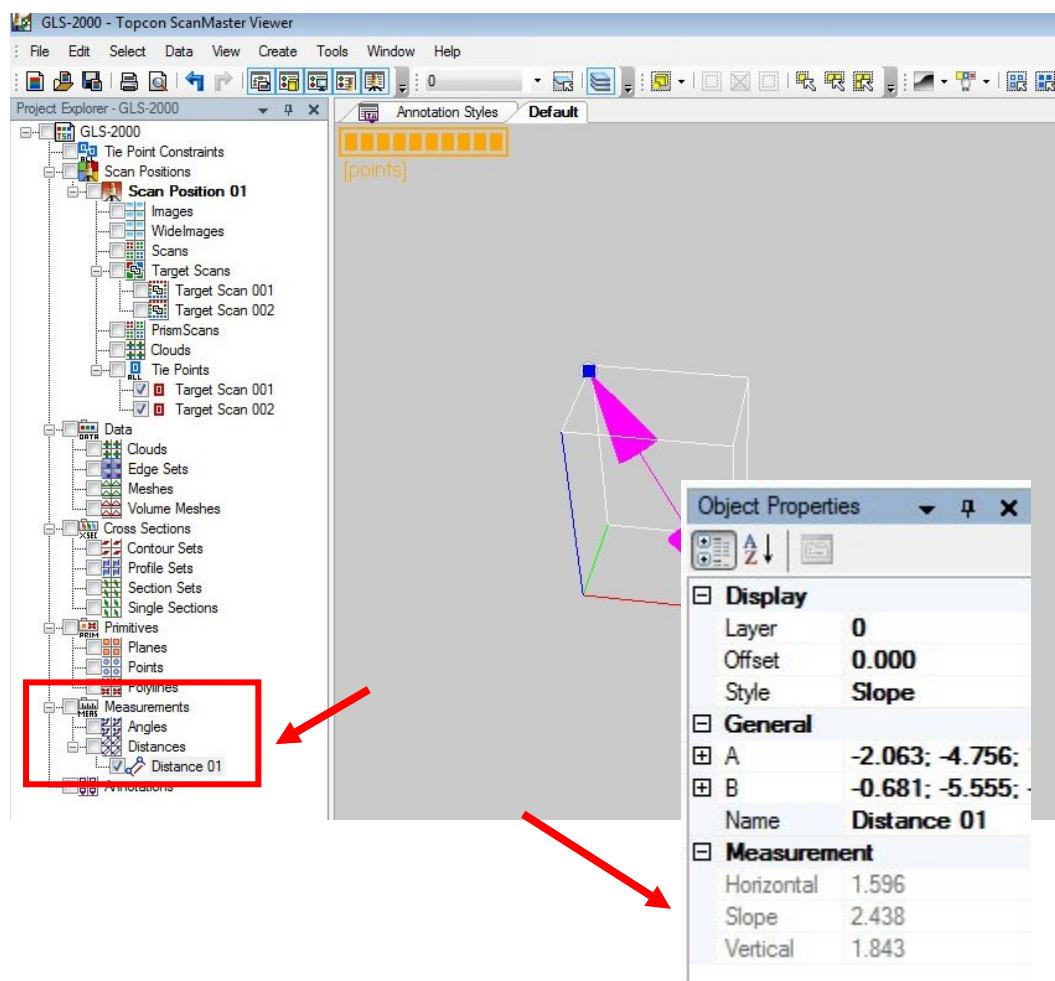 GLS-2000 - Topcon ScanMaster Viewer
File Edit Select Data View Create Tools Window Help
0
Project Explorer - GLS-2000
Annotation Styles Default
GLS-2000
Tie Point Constraints
Scan Positions
Scan Position 01
Images
WideImages
Scans
Target Scans
Target Scan 001
Target Scan 002
PrismScans
Clouds
Tie Points
Target Scan 001
Target Scan 002
Data
Clouds
Edge Sets
Meshes
Volume Meshes
Cross Sections
Contour Sets
Profile Sets
Section Sets
Single Sections
Primitives
Planes
Points
Polylines
Measurements
Angles
Distances
Distance 01
Annotations
[points]
Object Properties
Display
Layer 0
Offset 0.000
Style Slope
General
A -2.063; -4.756;
B -0.681; -5.555; -
Name Distance 01
Measurement
Horizontal 1.596
Slope 2.438
Vertical 1.843